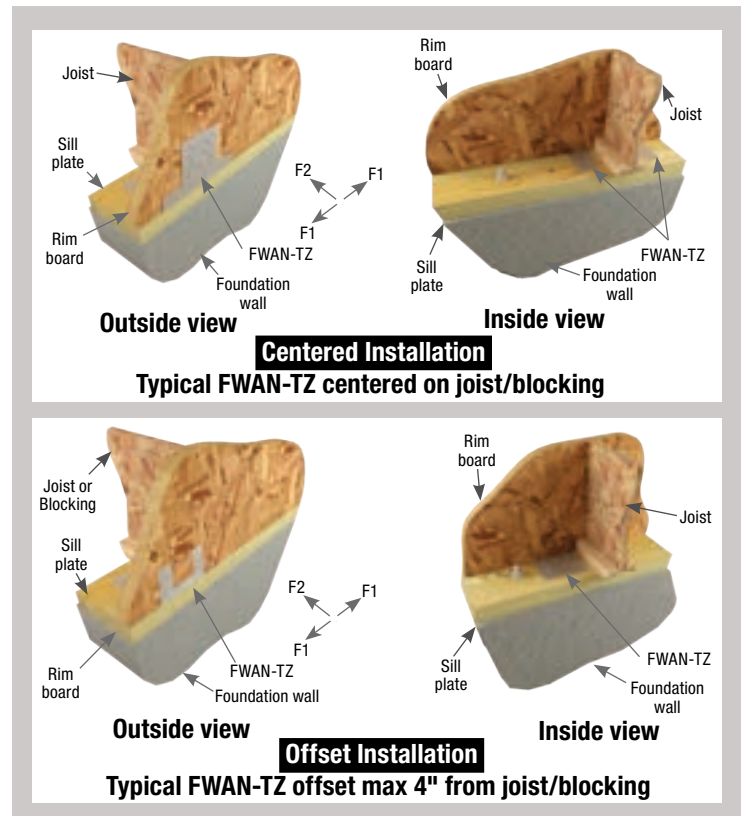 Joist
Sill
plate
Rim
board
F2
F1
F1
FWAN-TZ
Foundation
wall
Outside view
Rim
board
Joist
FWAN-TZ
Sill
plate
Foundation
wall
Inside view
Centered Installation
Typical FWAN-TZ centered on joist/blocking
Joist or
Blocking
Sill
plate
Rim
board
F2
F1
F1
FWAN-TZ
Foundation wall
Outside view
Rim
board
Joist
FWAN-TZ
Sill
plate
Foundation
wall
Inside view
Offset Installation
Typical FWAN-TZ offset max 4" from joist/blocking